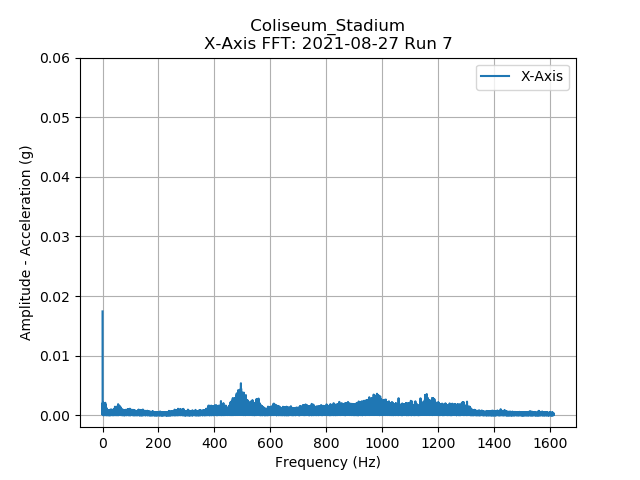 Coliseum_Stadium
X-Axis FFT: 2021-08-27 Run 7
X-Axis
0.06
0.05
0.04
0.03
0.02
0.01
0.00
Amplitude - Acceleration (g)
0 200 400 600 800 1000 1200 1400 1600
Frequency (Hz)